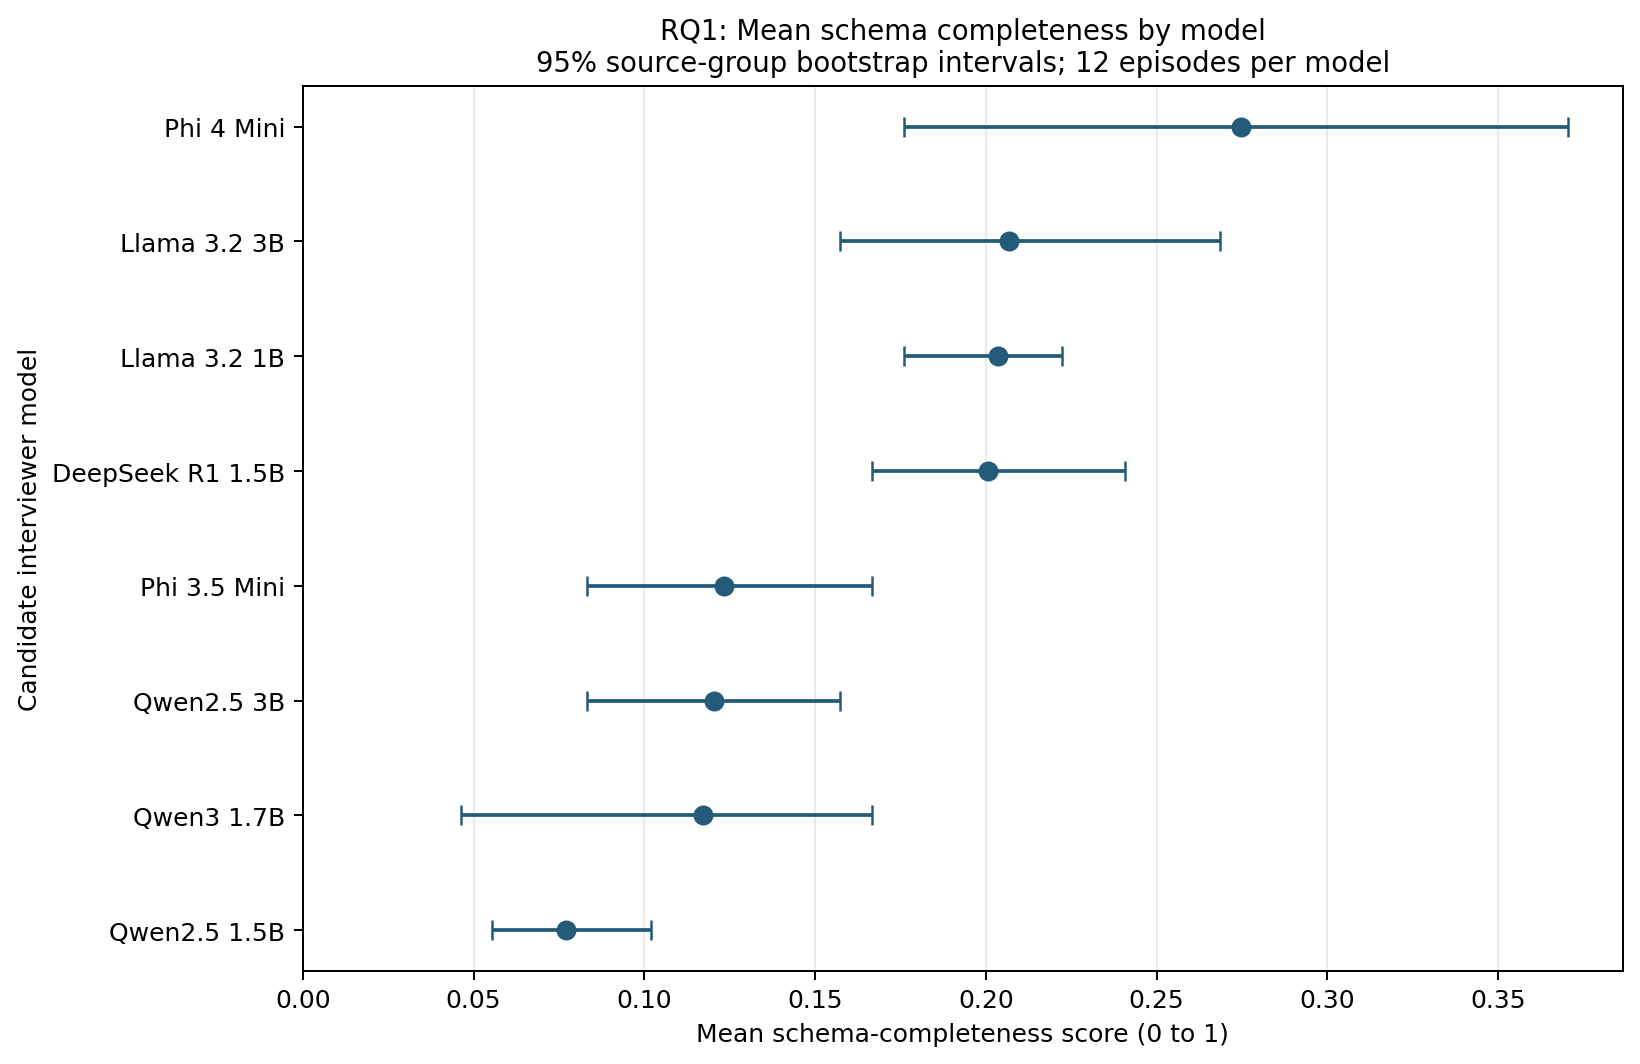 RQ1: Mean schema completeness by model
95% source-group bootstrap intervals; 12 episodes per model
Candidate interviewer model
Phi 4 Mini
Llama 3.2 3B
Llama 3.2 1B
DeepSeek R1 1.5B
Phi 3.5 Mini
Qwen2.5 3B
Qwen3 1.7B
Qwen2.5 1.5B
0.00 0.05 0.10 0.15 0.20 0.25 0.30 0.35
Mean schema-completeness score (0 to 1)